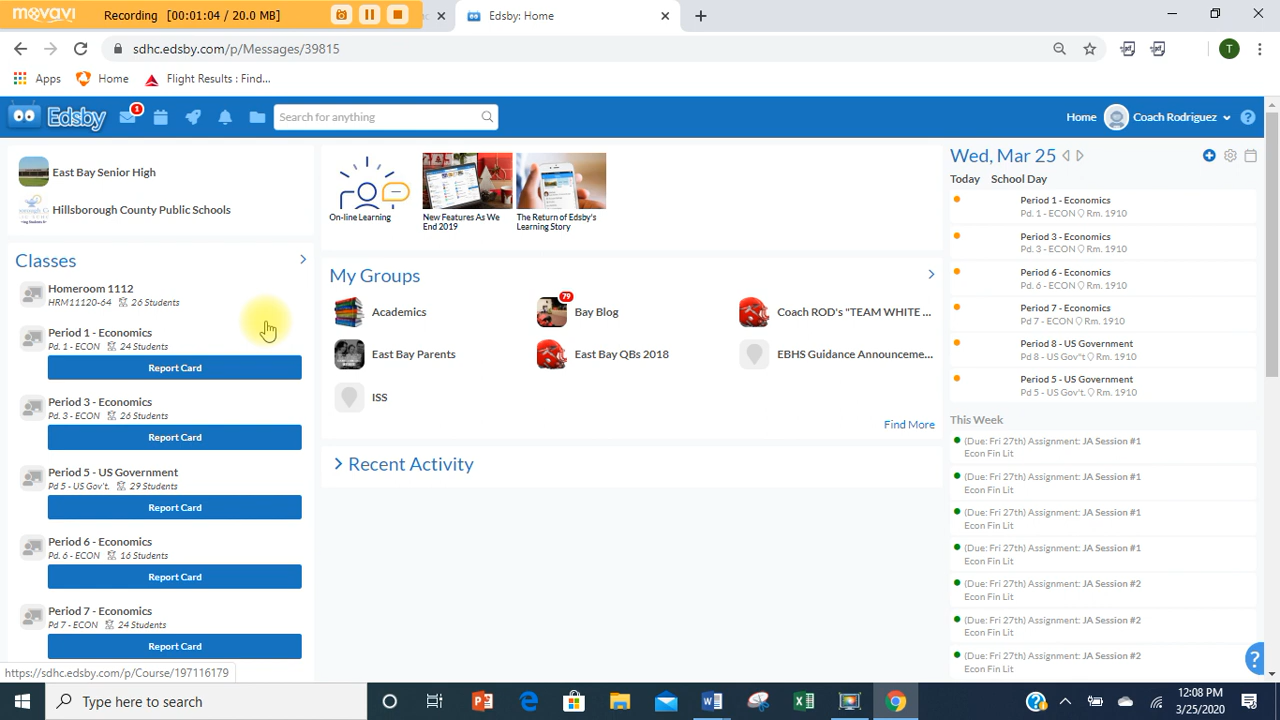 movavi Recording (00:01:04 / 20.0 MB)
Edsby: Home
sdhc.edsby.com/p/Messages/39815
T
Apps Home Flight Results : Find...
Edsby 1 Search for anything Home Coach Rodriguez
East Bay Senior High
Hillsborough County Public Schools
Classes
Homeroom 1112
HRM11120-64 26 Students
Period 1 - Economics
Pd. 1 - ECON 24 Students
Report Card
Period 3 - Economics
Pd. 3 - ECON 26 Students
Report Card
Period 5 - US Government
Pd 5 - US Gov't. 29 Students
Report Card
Period 6 - Economics
Pd. 6 - ECON 16 Students
Report Card
Period 7 - Economics
Pd 7 - ECON 24 Students
Report Card
https://sdhc.edsby.com/p/Course/197116179
On-line Learning
New Features As We
End 2019
The Return of Edsby's
Learning Story
My Groups
Academics
79
Bay Blog
Coach ROD's "TEAM WHITE ...
East Bay Parents
East Bay QBs 2018
EBHS Guidance Announceme...
ISS
Find More
Recent Activity
Wed, Mar 25
Today School Day
Period 1 - Economics
Pd. 1 - ECON Rm. 1910
Period 3 - Economics
Pd. 3 - ECON Rm. 1910
Period 6 - Economics
Pd. 6 - ECON Rm. 1910
Period 7 - Economics
Pd 7 - ECON Rm. 1910
Period 8 - US Government
Pd 8 - US Gov"t Rm. 1910
Period 5 - US Government
Pd 5 - US Gov't. Rm. 1910
This Week
(Due: Fri 27th) Assignment: JA Session #1
Econ Fin Lit
(Due: Fri 27th) Assignment: JA Session #1
Econ Fin Lit
(Due: Fri 27th) Assignment: JA Session #1
Econ Fin Lit
(Due: Fri 27th) Assignment: JA Session #1
Econ Fin Lit
(Due: Fri 27th) Assignment: JA Session #2
Econ Fin Lit
(Due: Fri 27th) Assignment: JA Session #2
Econ Fin Lit
(Due: Fri 27th) Assignment: JA Session #2
Econ Fin Lit
?
Type here to search
12:08 PM
3/25/2020